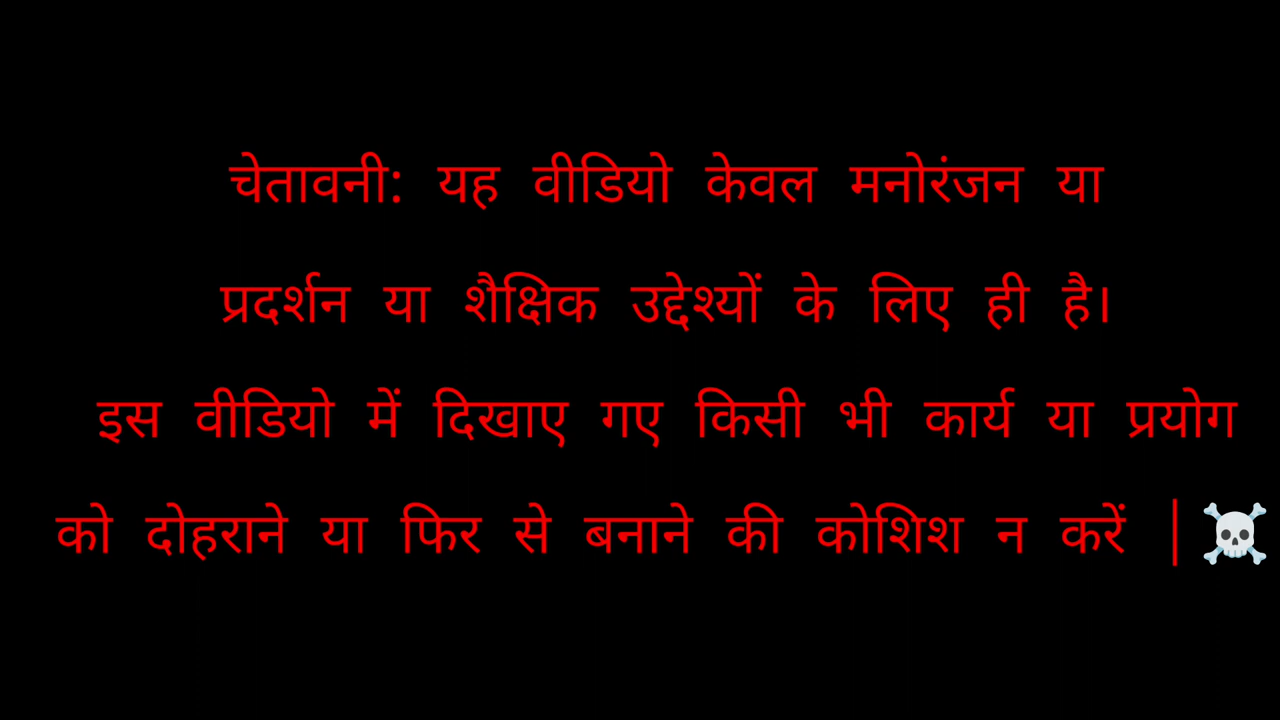 चेतावनी: यह वीडियो केवल मनोरंजन या
प्रदर्शन या शैक्षिक उद्देश्यों के लिए ही है।
इस वीडियो में दिखाए गए किसी भी कार्य या प्रयोग
को दोहराने या फिर से बनाने की कोशिश न करें |☠️